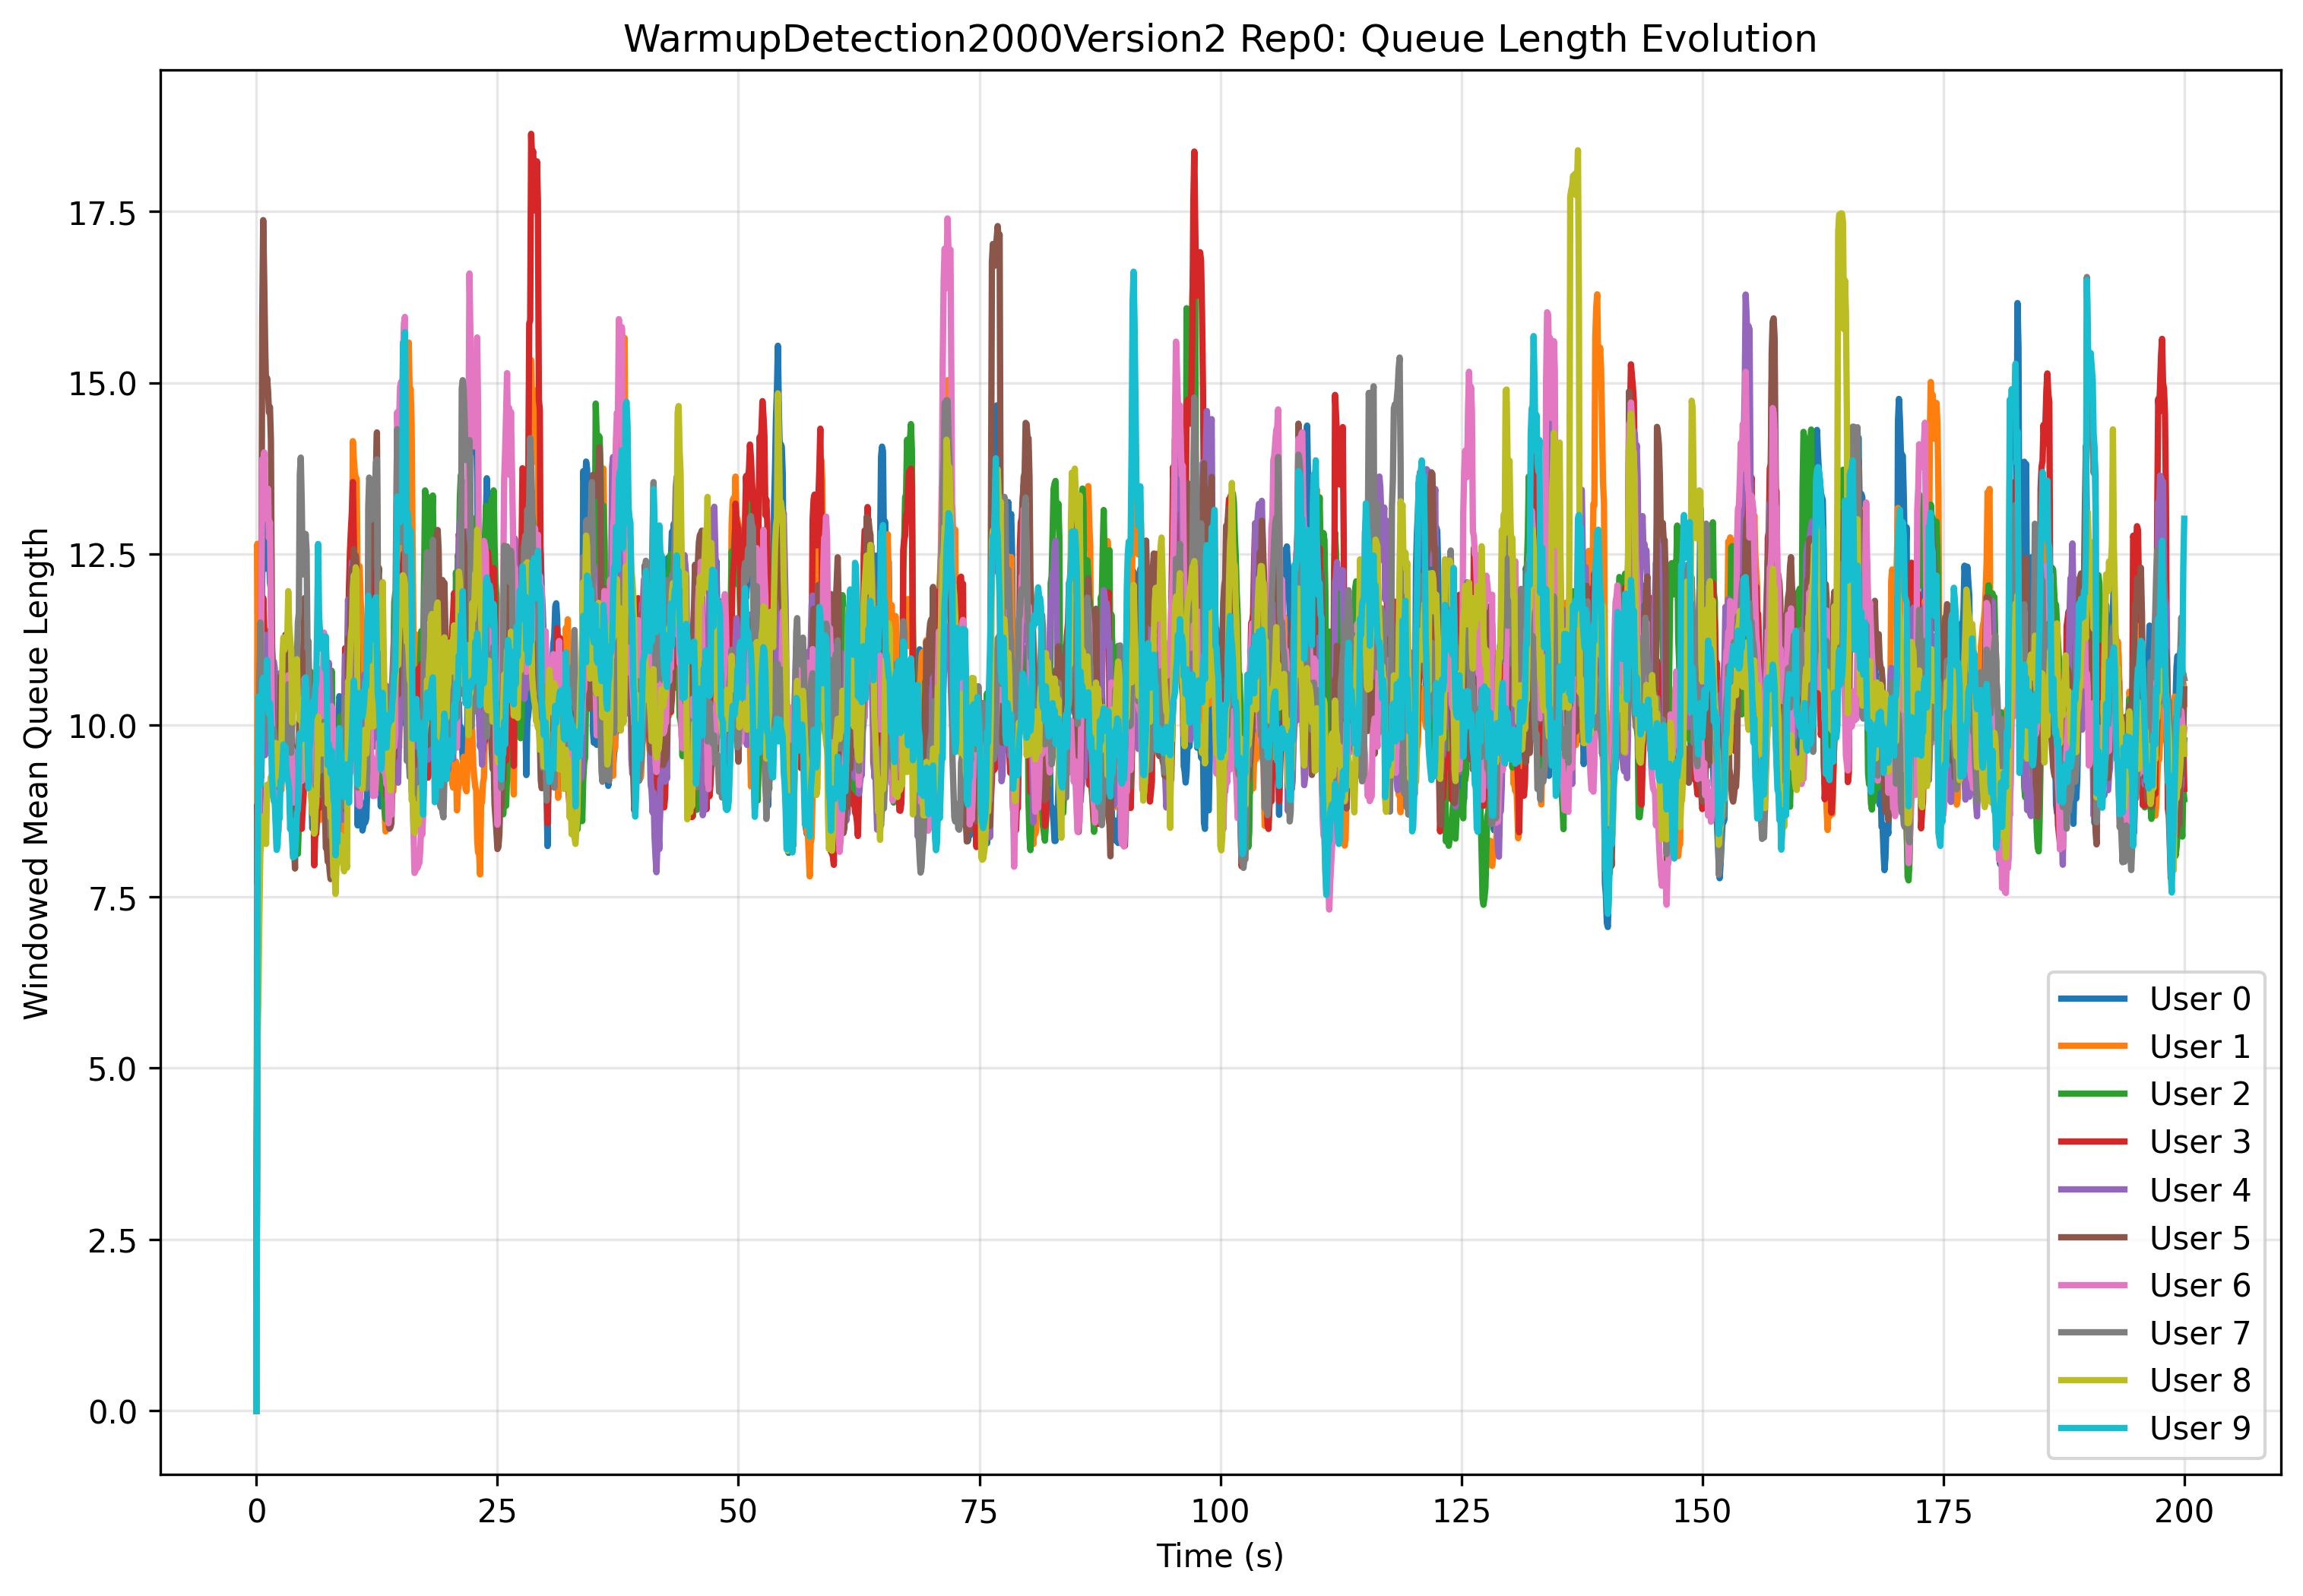 WarmupDetection2000Version2 Rep0: Queue Length Evolution
Windowed Mean Queue Length
17.5
15.0
12.5
10.0
7.5
5.0
2.5
0.0
User 0
User 1
User 2
User 3
User 4
User 5
User 6
User 7
User 8
User 9
0 25 50 75 100 125 150 175 200
Time (s)